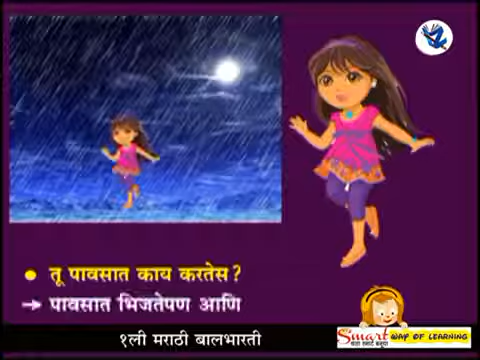 तू पावसात काय करतेस?
पावसात भिजतेपण आणि
१ली मराठी बालभारती
Smart WAY OF LEARNING